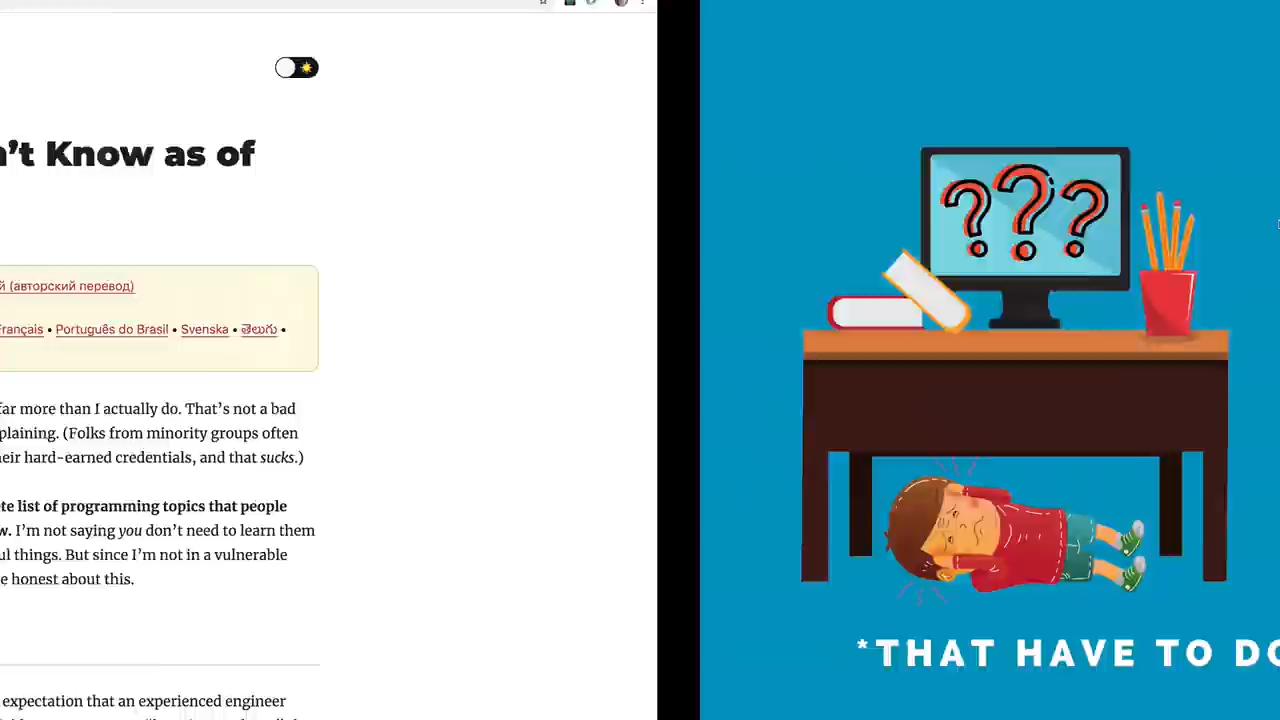 n’t Know as of
й (авторский перевод)
Français • Português do Brasil • Svenska • తెలుగు •
far more than I actually do. That’s not a bad
plaining. (Folks from minority groups often
eir hard-earned credentials, and that sucks.)
te list of programming topics that people
w. I’m not saying you don’t need to learn them
ul things. But since I’m not in a vulnerable
e honest about this.
expectation that an experienced engineer
???
*THAT HAVE TO DO